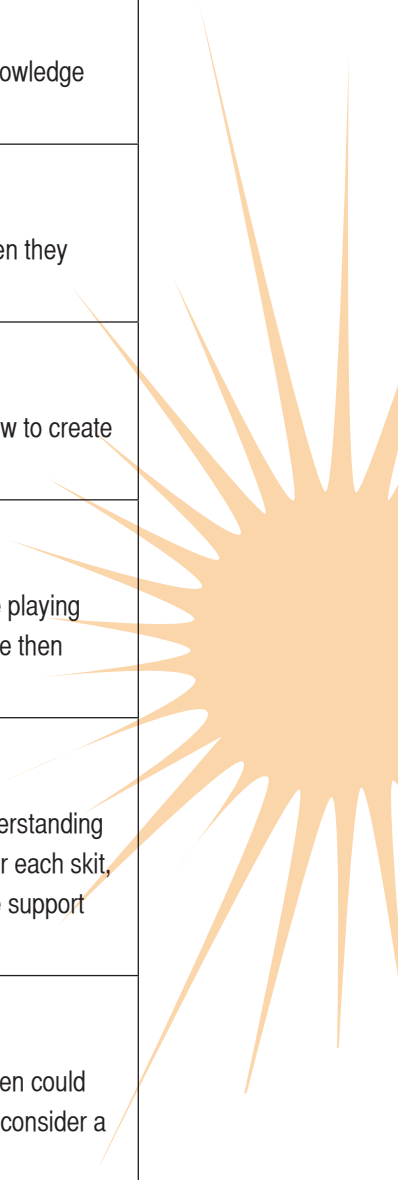 owledge
en they
w to create
playing
e then
erstanding
r each skit,
support
en could
consider a